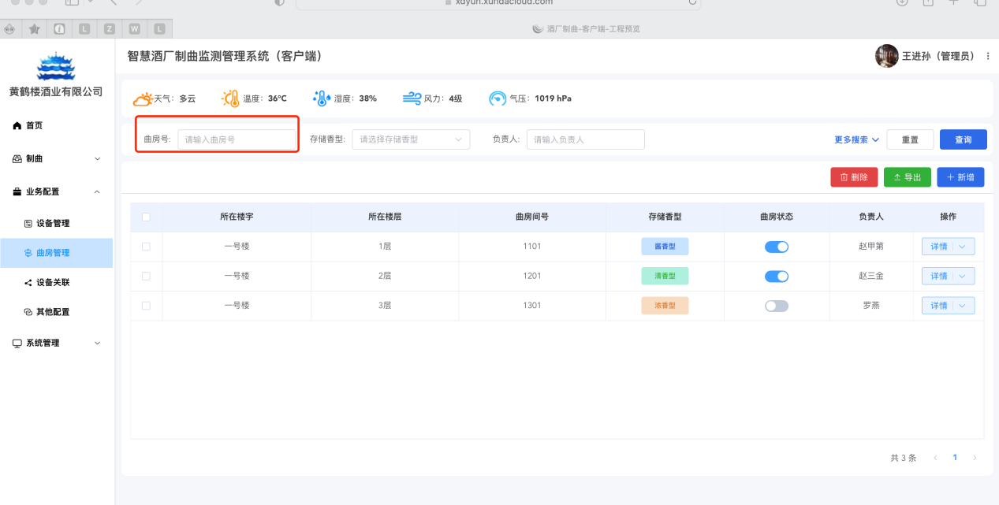 xdyun.xundacloud.com
L
Z
W
L
酒厂制曲-客户端-工程预览
黄鹤楼酒业有限公司
智慧酒厂制曲监测管理系统（客户端）
王进孙（管理员）
天气： 多云
温度： 36°C
湿度： 38%
风力： 4级
气压： 1019 hPa
首页
制曲
业务配置
设备管理
曲房管理
设备关联
其他配置
系统管理
曲房号: 请输入曲房号
存储香型: 请选择存储香型
负责人: 请输入负责人
更多搜索
重置
查询
删除
导出
新增
所在楼宇 所在楼层 曲房间号 存储香型 曲房状态 负责人 操作
一号楼 1层 1101 酱香型 赵甲第 详情
一号楼 2层 1201 清香型 赵三金 详情
一号楼 3层 1301 浓香型 罗燕 详情
共 3 条
1